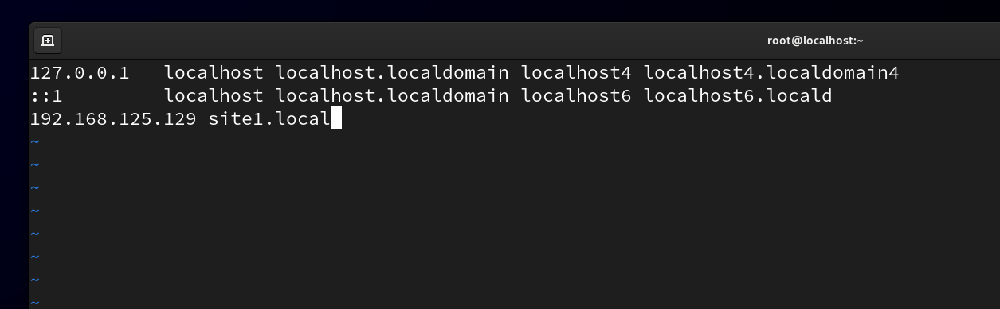 root@localhost:~
127.0.0.1   localhost localhost.localdomain localhost4 localhost4.localdomain4
::1         localhost localhost.localdomain localhost6 localhost6.locald
192.168.125.129 site1.local
~
~
~
~
~
~
~
~